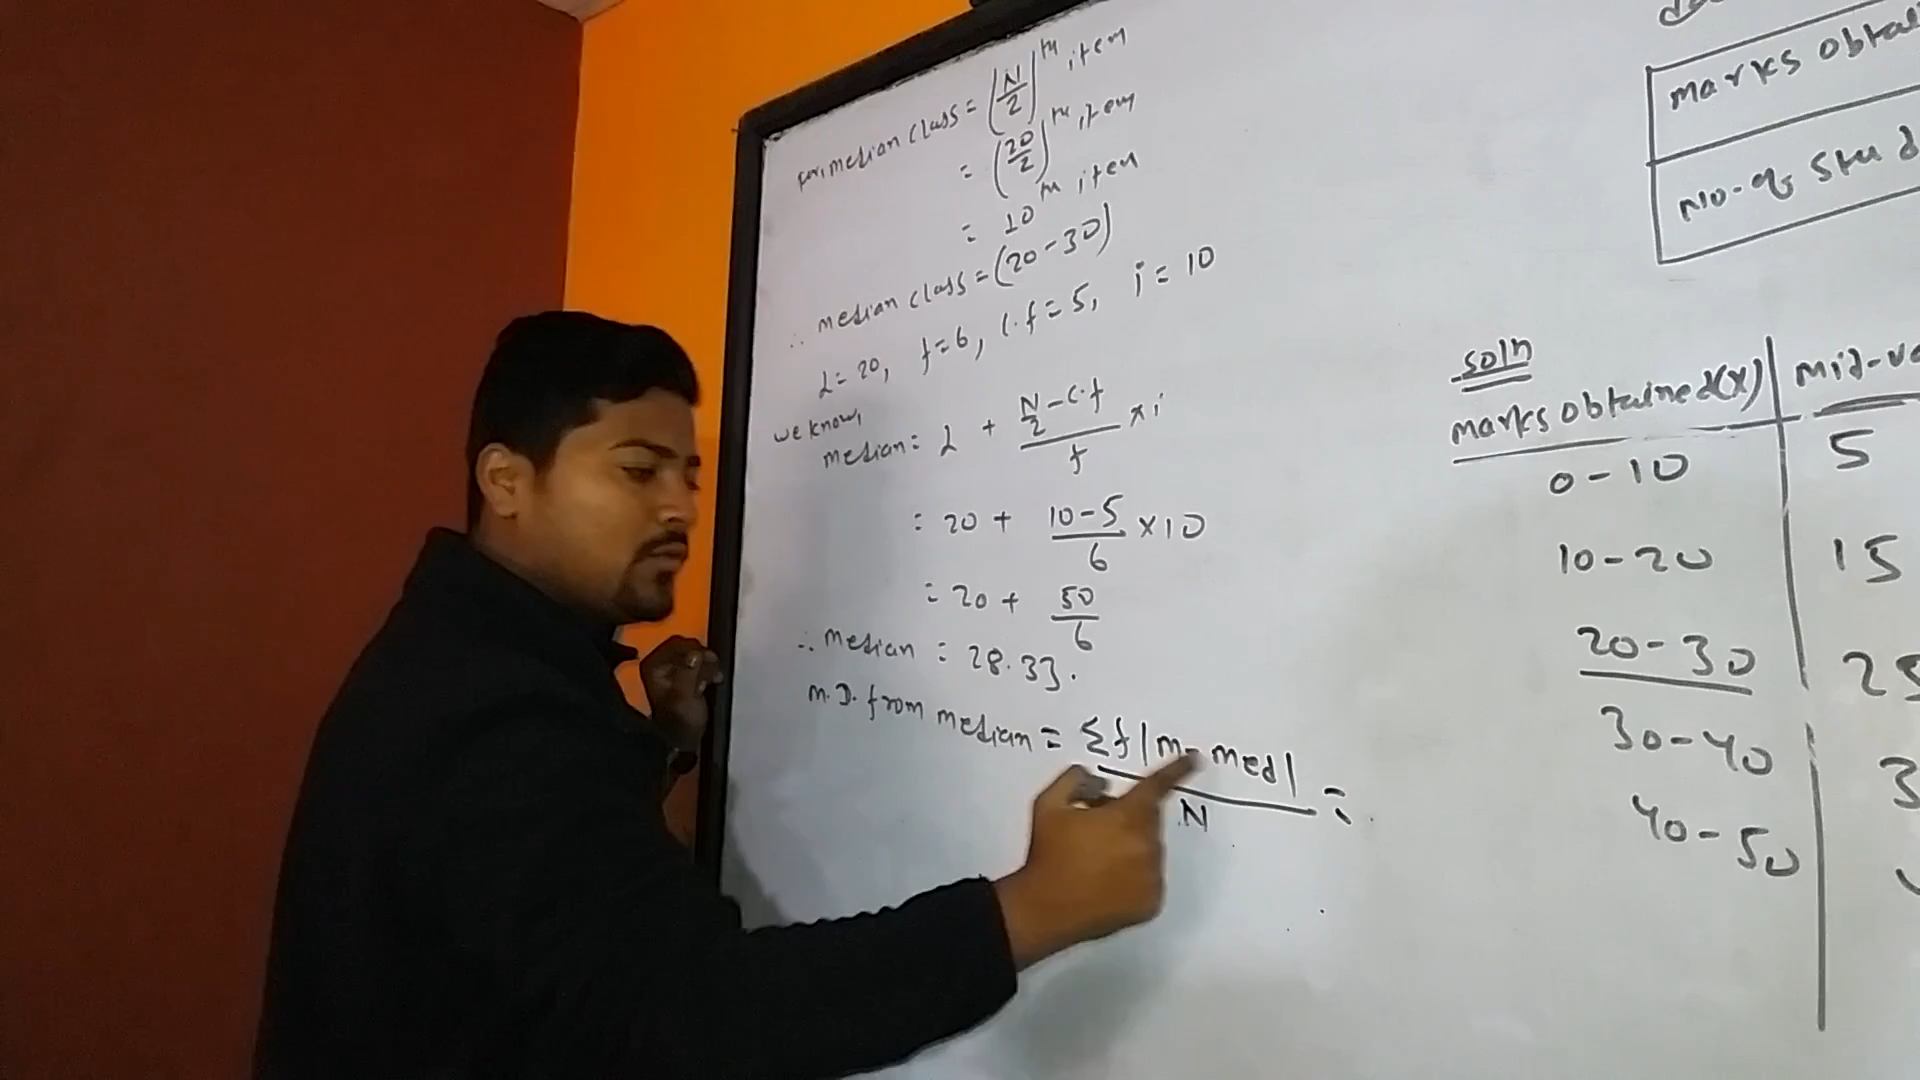 for, median class = (N/2)th item
= (20/2)th item
= 10th item
∴ median class = (20-30)
L = 20, f = 6, c.f = 5, i = 10
we know,
median = L + (N/2 - c.f)/f × i
= 20 + (10-5)/6 × 10
= 20 + 50/6
∴ median = 28.33.
M.D. from median = Σf|m - med|/N =
marks obtai
No. of stud
soln
marks obtained(x) mid-va
0-10 5
10-20 15
20-30 25
30-40 3
40-50